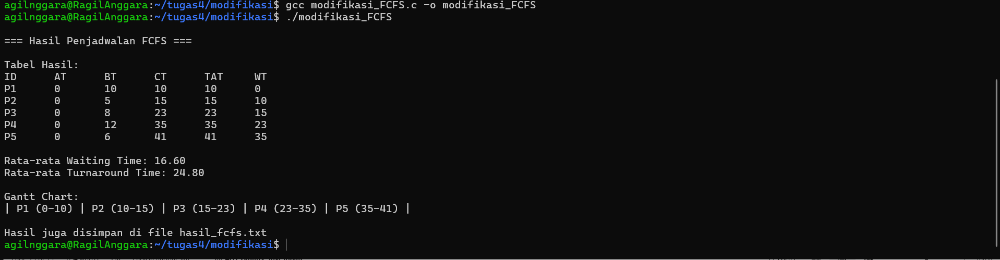 agilnggara@RagilAnggara:~/tugas4/modifikasi$ gcc modifikasi_FCFS.c -o modifikasi_FCFS
agilnggara@RagilAnggara:~/tugas4/modifikasi$ ./modifikasi_FCFS
=== Hasil Penjadwalan FCFS ===
Tabel Hasil:
ID AT BT CT TAT WT
P1 0 10 10 10 0
P2 0 5 15 15 10
P3 0 8 23 23 15
P4 0 12 35 35 23
P5 0 6 41 41 35
Rata-rata Waiting Time: 16.60
Rata-rata Turnaround Time: 24.80
Gantt Chart:
| P1 (0-10) | P2 (10-15) | P3 (15-23) | P4 (23-35) | P5 (35-41) |
Hasil juga disimpan di file hasil_fcfs.txt
agilnggara@RagilAnggara:~/tugas4/modifikasi$